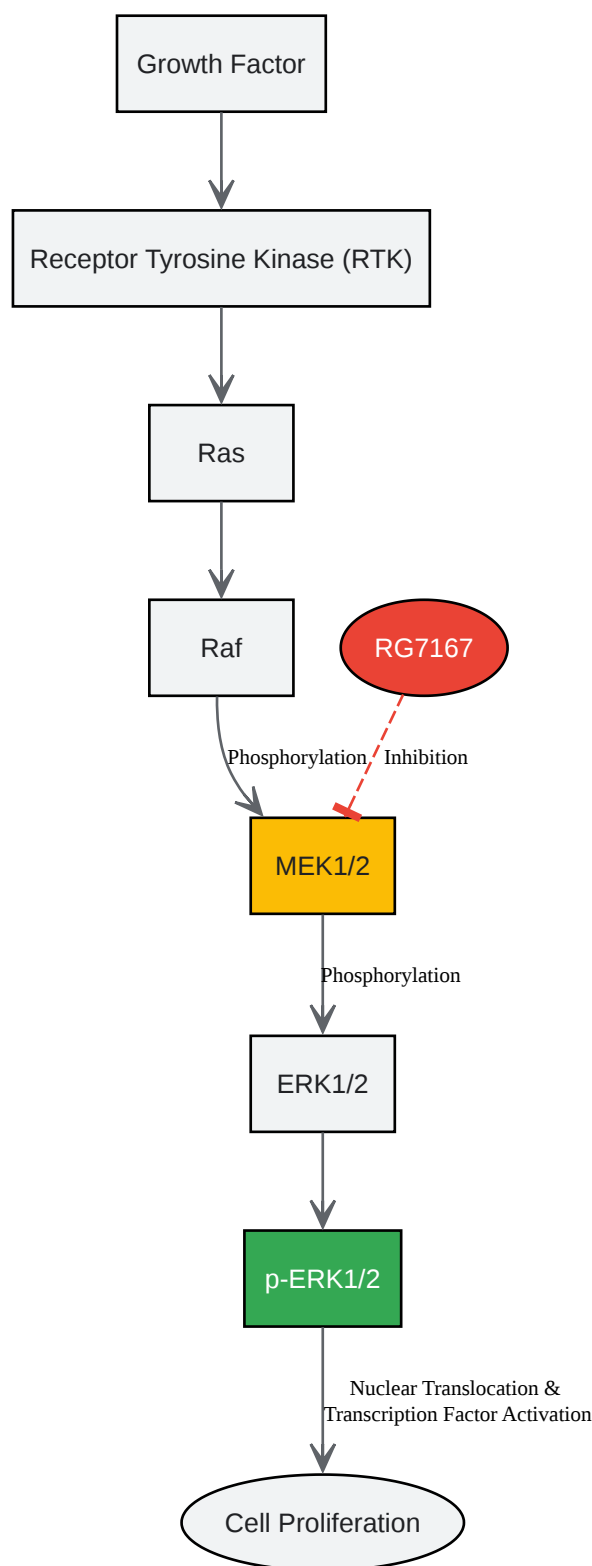 Growth Factor
Receptor Tyrosine Kinase (RTK)
Ras
Raf
RG7167
Phosphorylation
Inhibition
MEK1/2
Phosphorylation
ERK1/2
p-ERK1/2
Nuclear Translocation &
Transcription Factor Activation
Cell Proliferation